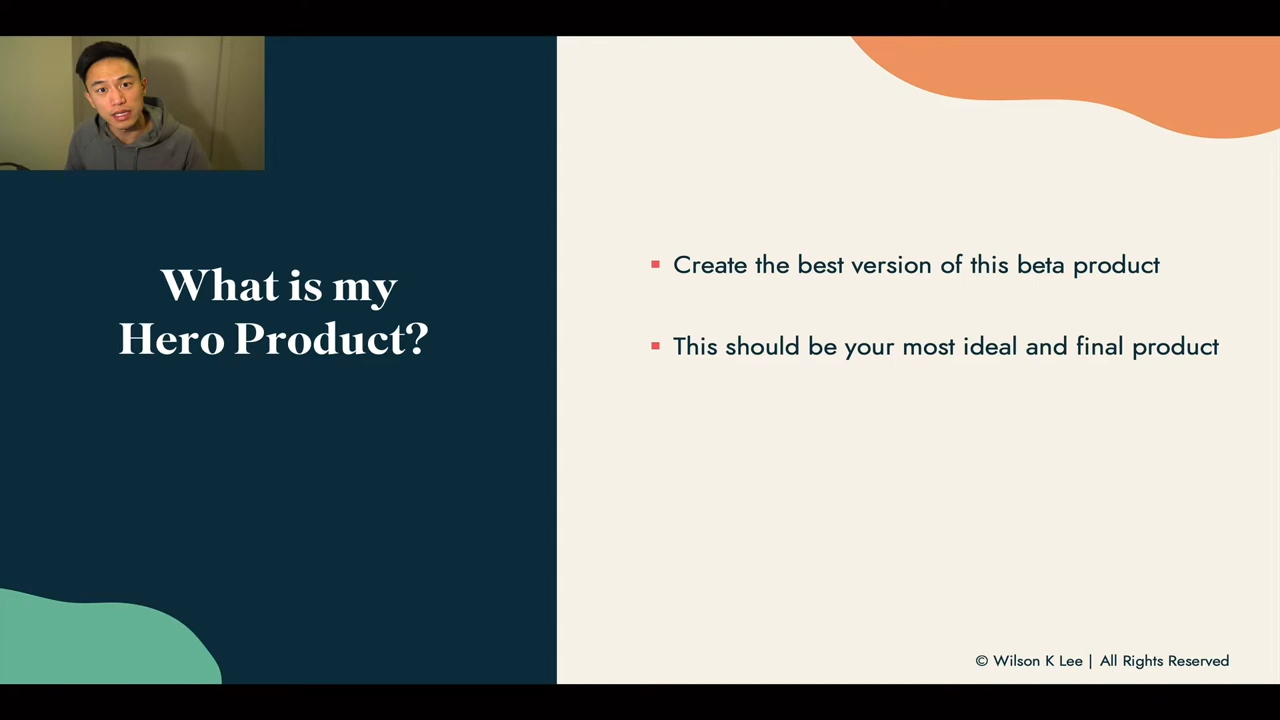 What is my
Hero Product?
Create the best version of this beta product
This should be your most ideal and final product
© Wilson K Lee | All Rights Reserved